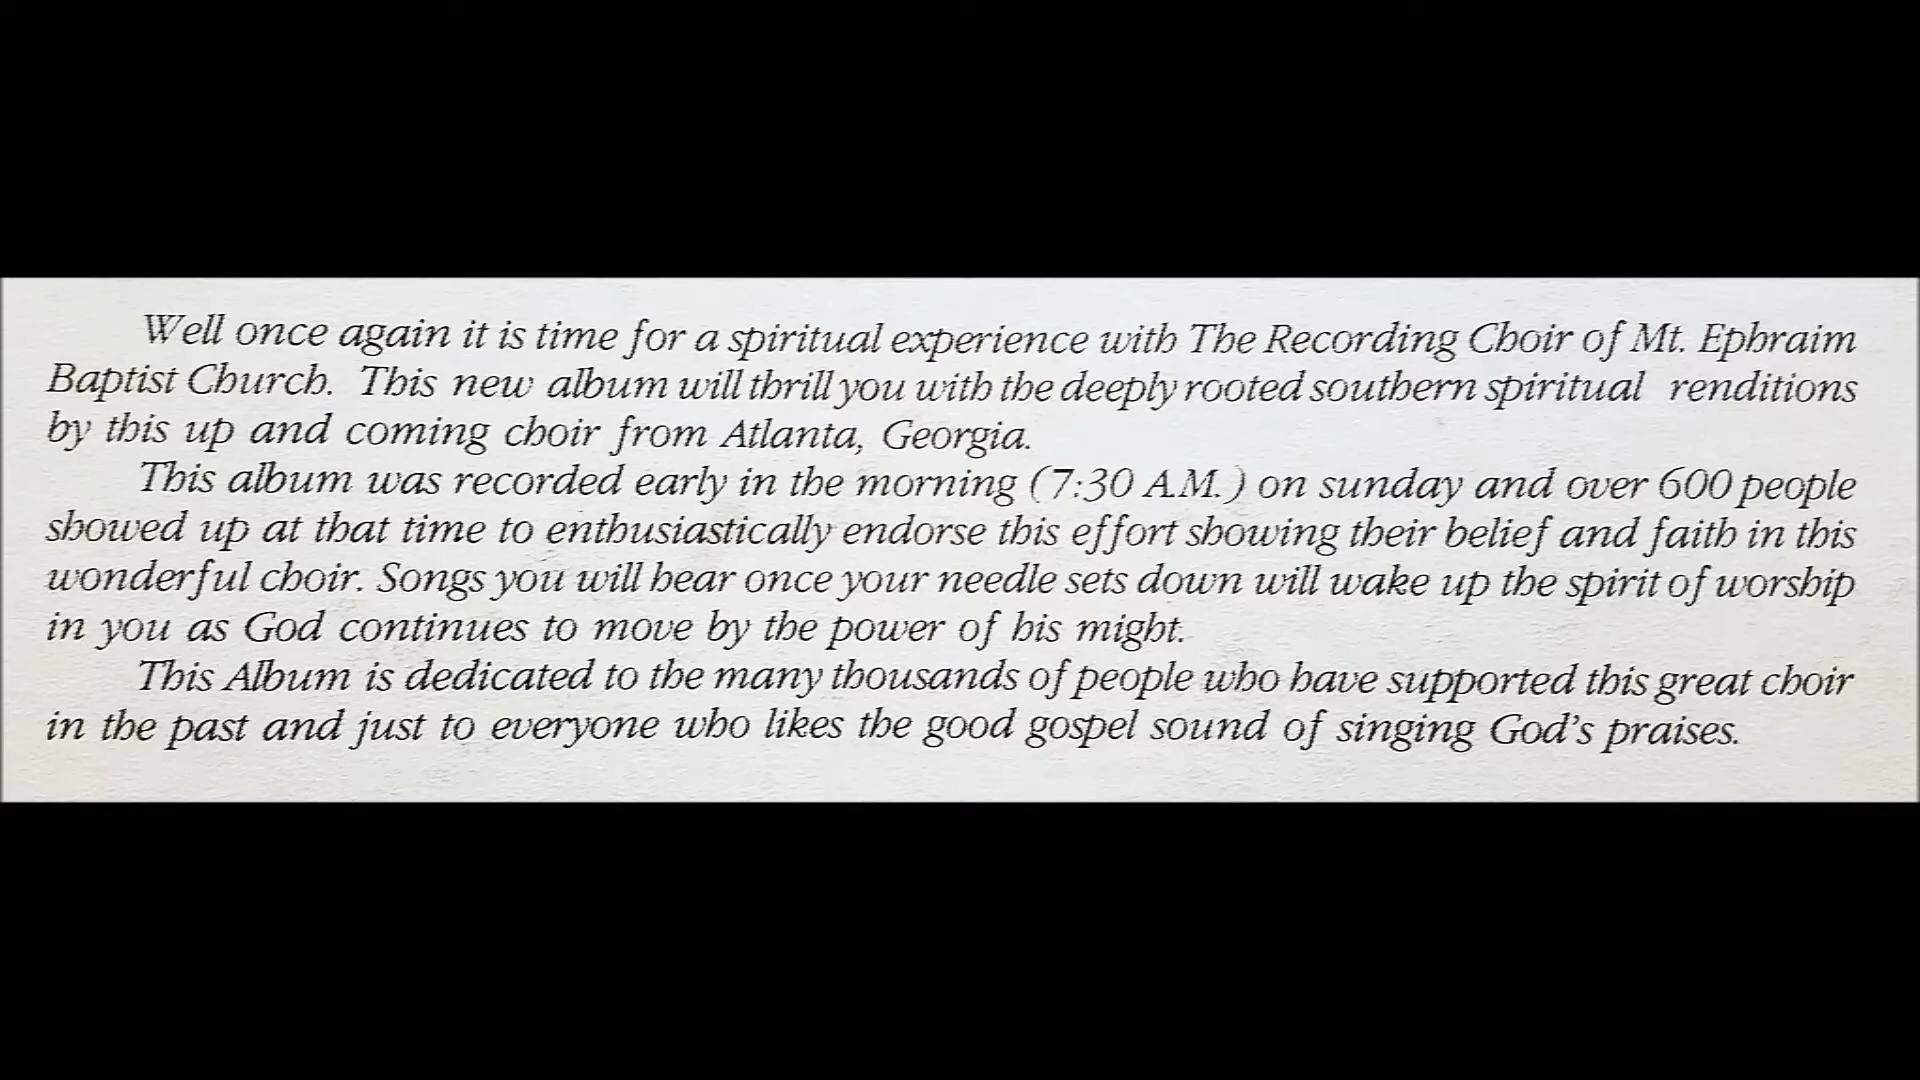 Well once again it is time for a spiritual experience with The Recording Choir of Mt. Ephraim
Baptist Church. This new album will thrill you with the deeply rooted southern spiritual renditions
by this up and coming choir from Atlanta, Georgia.
This album was recorded early in the morning (7:30 A.M.) on sunday and over 600 people
showed up at that time to enthusiastically endorse this effort showing their belief and faith in this
wonderful choir. Songs you will hear once your needle sets down will wake up the spirit of worship
in you as God continues to move by the power of his might.
This Album is dedicated to the many thousands of people who have supported this great choir
in the past and just to everyone who likes the good gospel sound of singing God's praises.